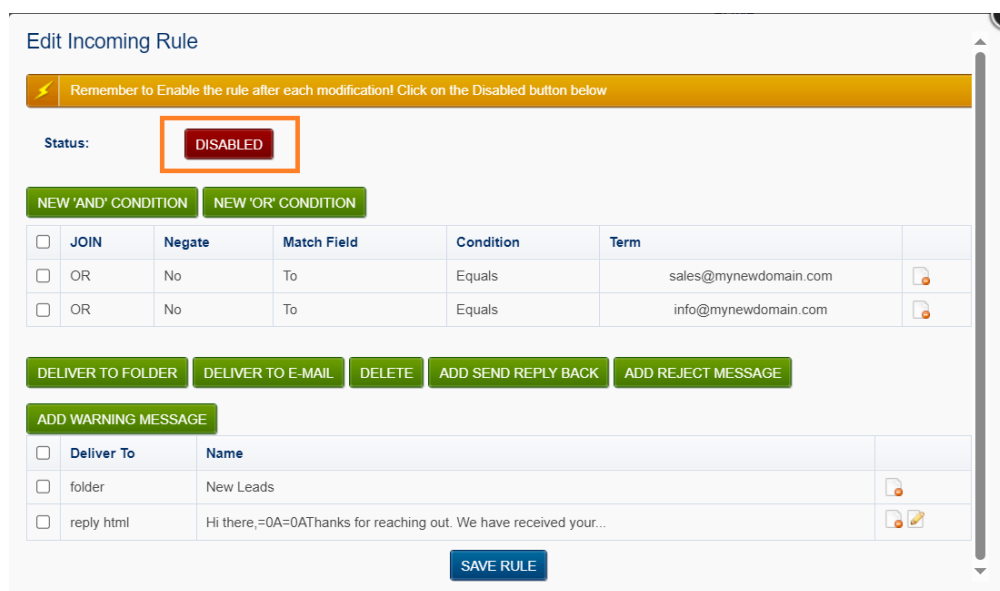 Edit Incoming Rule
Remember to Enable the rule after each modification! Click on the Disabled button below
Status: DISABLED
NEW 'AND' CONDITION NEW 'OR' CONDITION
JOIN Negate Match Field Condition Term
OR No To Equals sales@mynewdomain.com
OR No To Equals info@mynewdomain.com
DELIVER TO FOLDER DELIVER TO E-MAIL DELETE ADD SEND REPLY BACK ADD REJECT MESSAGE
ADD WARNING MESSAGE
Deliver To Name
folder New Leads
reply html Hi there,=0A=0AThanks for reaching out. We have received your...
SAVE RULE